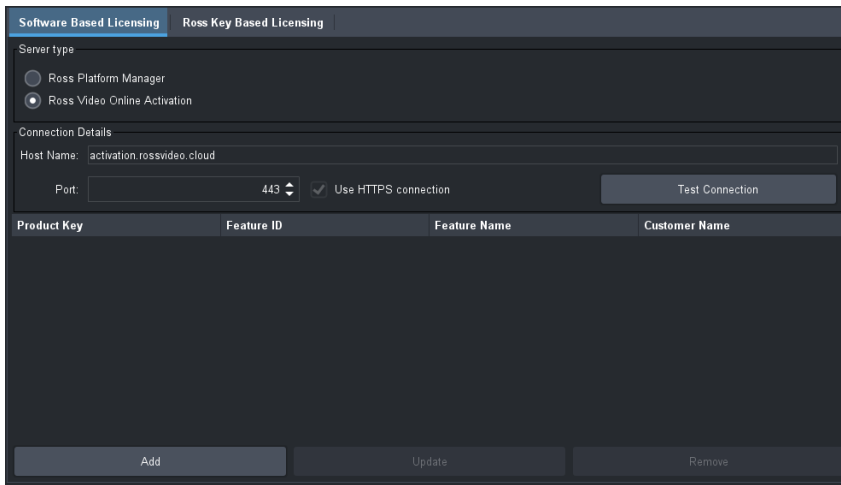 Software Based Licensing Ross Key Based Licensing
Server type
Ross Platform Manager
Ross Video Online Activation
Connection Details
Host Name: activation.rossvideo.cloud
Port: 443 Use HTTPS connection Test Connection
Product Key Feature ID Feature Name Customer Name
Add Update Remove